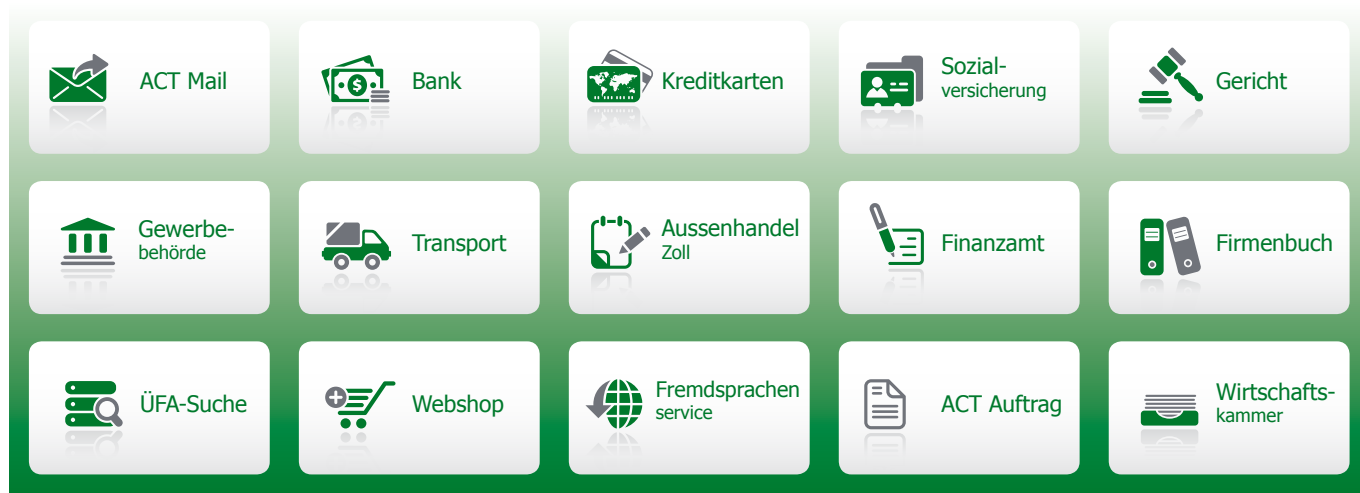 ACT Mail
Bank
Kreditkarten
Sozial-
versicherung
Gericht
Gewerbe-
behörde
Transport
Aussenhandel
Zoll
Finanzamt
Firmenbuch
ÜFA-Suche
Webshop
Fremdsprachen
service
ACT Auftrag
Wirtschafts-
kammer